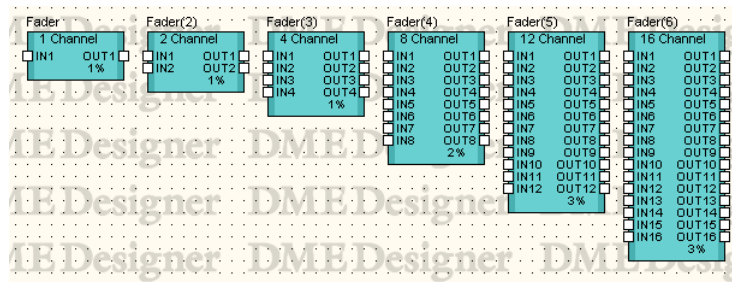 Fader Fader(2) Fader(3) Fader(4) Fader(5) Fader(6)
1 Channel 2 Channel 4 Channel 8 Channel 12 Channel 16 Channel
IN1 OUT1 IN1 OUT1 IN1 OUT1 IN1 OUT1 IN1 OUT1 IN1 OUT1
1% IN2 OUT2 IN2 OUT2 IN2 OUT2 IN2 OUT2 IN2 OUT2
1% IN3 OUT3 IN3 OUT3 IN3 OUT3 IN3 OUT3
IN4 OUT4 IN4 OUT4 IN4 OUT4 IN4 OUT4
1% IN5 OUT5 IN5 OUT5 IN5 OUT5
IN6 OUT6 IN6 OUT6 IN6 OUT6
IN7 OUT7 IN7 OUT7 IN7 OUT7
IN8 OUT8 IN8 OUT8 IN8 OUT8
2% IN9 OUT9 IN9 OUT9
IN10 OUT10 IN10 OUT10
IN11 OUT11 IN11 OUT11
IN12 OUT12 IN12 OUT12
3% IN13 OUT13
IN14 OUT14
IN15 OUT15
IN16 OUT16
3%
DME Designer